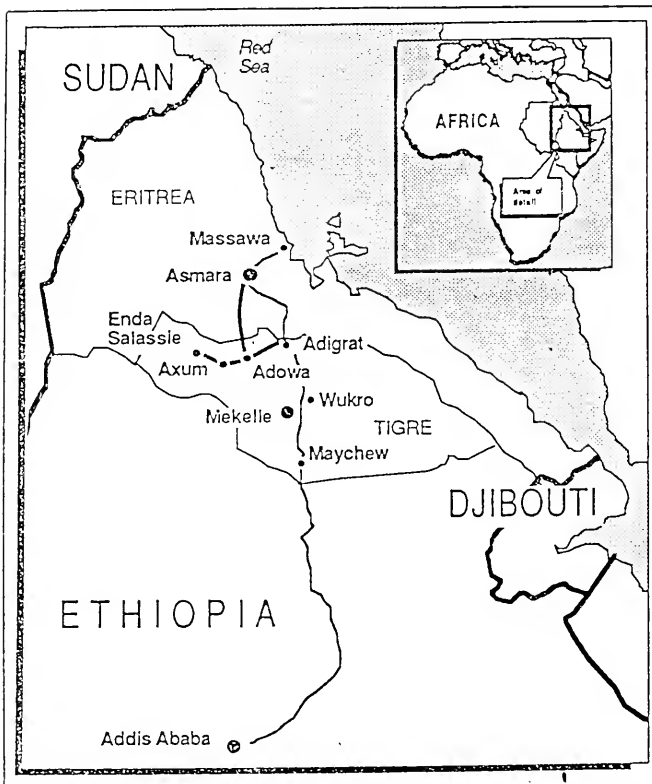 Red
Sea
SUDAN
AFRICA
Area of
detail
ERITREA
Massawa
Asmara
Enda
Salassie
Adigrat
Axum
Adowa
Wukro
Mekelle
TIGRE
Maychew
DJIBOUTI
ETHIOPIA
Addis Ababa